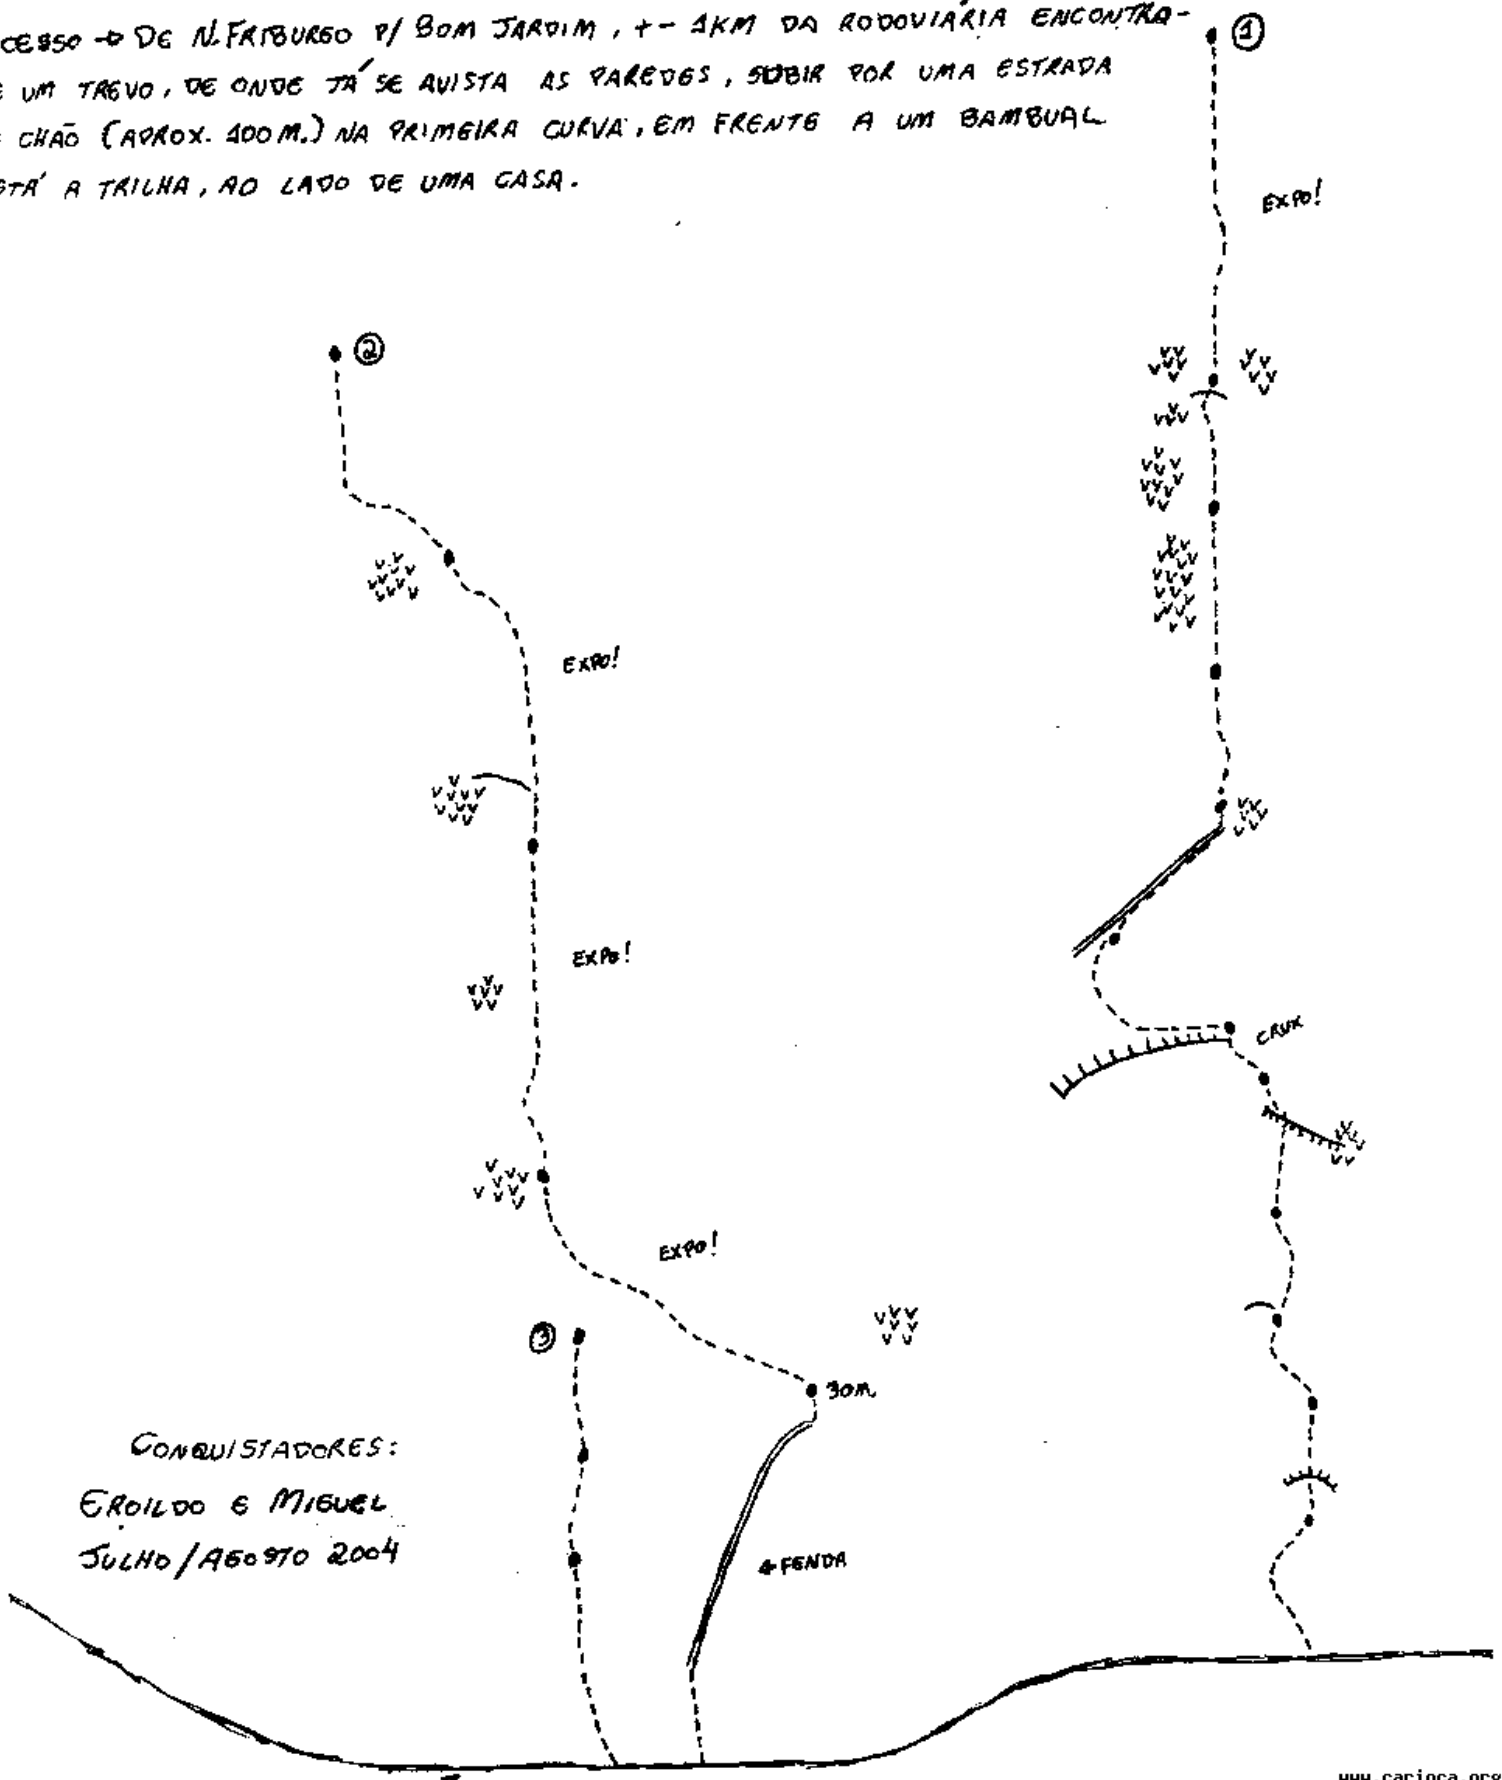 CESSO → DE N. FRIBURGO P/ BOM JARDIM, +- 1KM DA RODOVIÁRIA ENCONTRA-
E UM TREVO, DE ONDE JÁ SE AVISTA AS PAREDES, SUBIR POR UMA ESTRADA
CHÃO (APROX. 100 M.) NA PRIMEIRA CURVA, EM FRENTE A UM BAMBUAL
STÁ A TRILHA, AO LADO DE UMA CASA.
1
EXPO!
2
EXPO!
EXPO!
CRUX
EXPO!
3
30M
CONQUISTADORES:
EROILDO E MIGUEL
JULHO/AGOSTO 2004
← FENDA
www.carioca.org